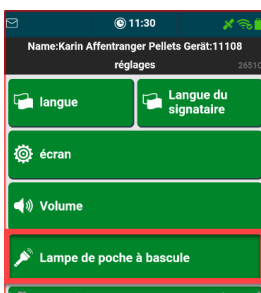 11:30
Name:Karin Affentranger Pellets Gerät:11108
réglages 26510
langue
Langue du
signataire
écran
Volume
Lampe de poche à bascule